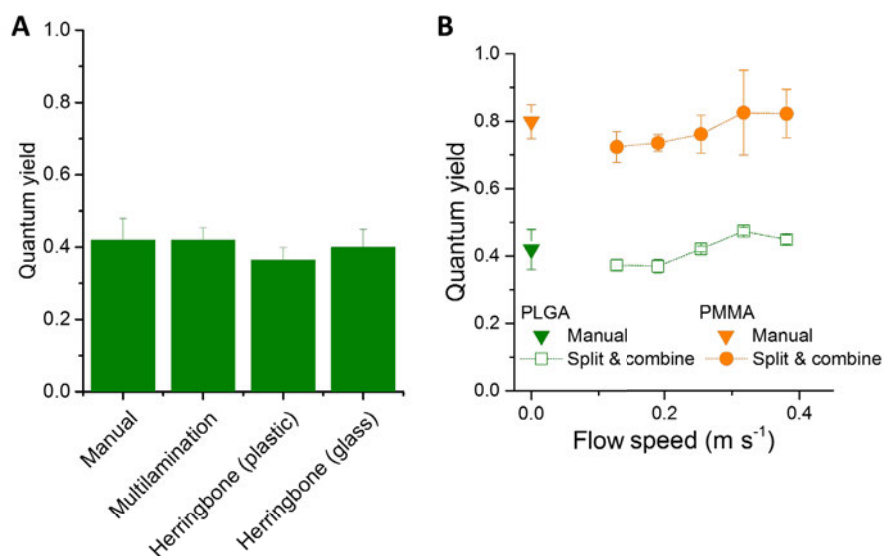 A
Quantum yield
1.0
0.8
0.6
0.4
0.2
0.0
Manual
Multilamination
Herringbone (plastic)
Herringbone (glass)
B
Quantum yield
1.0
0.8
0.6
0.4
0.2
0.0
PLGA PMMA
Manual Manual
Split & combine Split & combine
0.0 0.2 0.4
Flow speed (m s⁻¹)